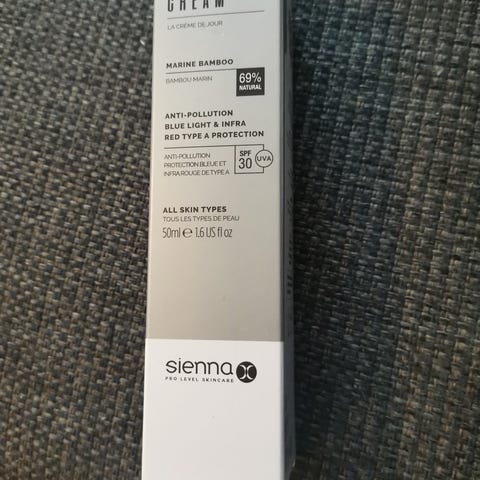 CREAM
LA CRÈME DE JOUR
MARINE BAMBOO
BAMBOU MARIN
69%
NATURAL
ANTI-POLLUTION
BLUE LIGHT & INFRA
RED TYPE A PROTECTION
ANTI-POLLUTION
PROTECTION BLEUE ET
INFRA ROUGE DE TYPE A
SPF
30
UVA
ALL SKIN TYPES
TOUS LES TYPES DE PEAU
50ml ℮ 1.6 US fl oz
sienna X
PRO LEVEL SKINCARE